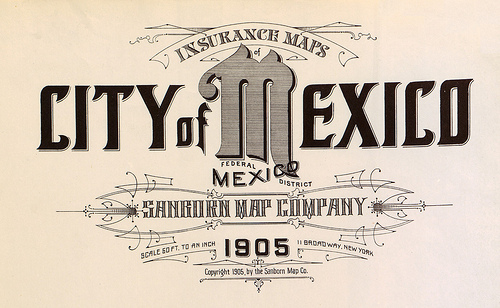 INSURANCE MAPS
of
CITY of MEXICO
FEDERAL
MEXICO
DISTRICT
SANBORN MAP COMPANY
SCALE 50 FT. TO AN INCH 1905 11 BROADWAY, NEW YORK
Copyright 1905, by the Sanborn Map Co.